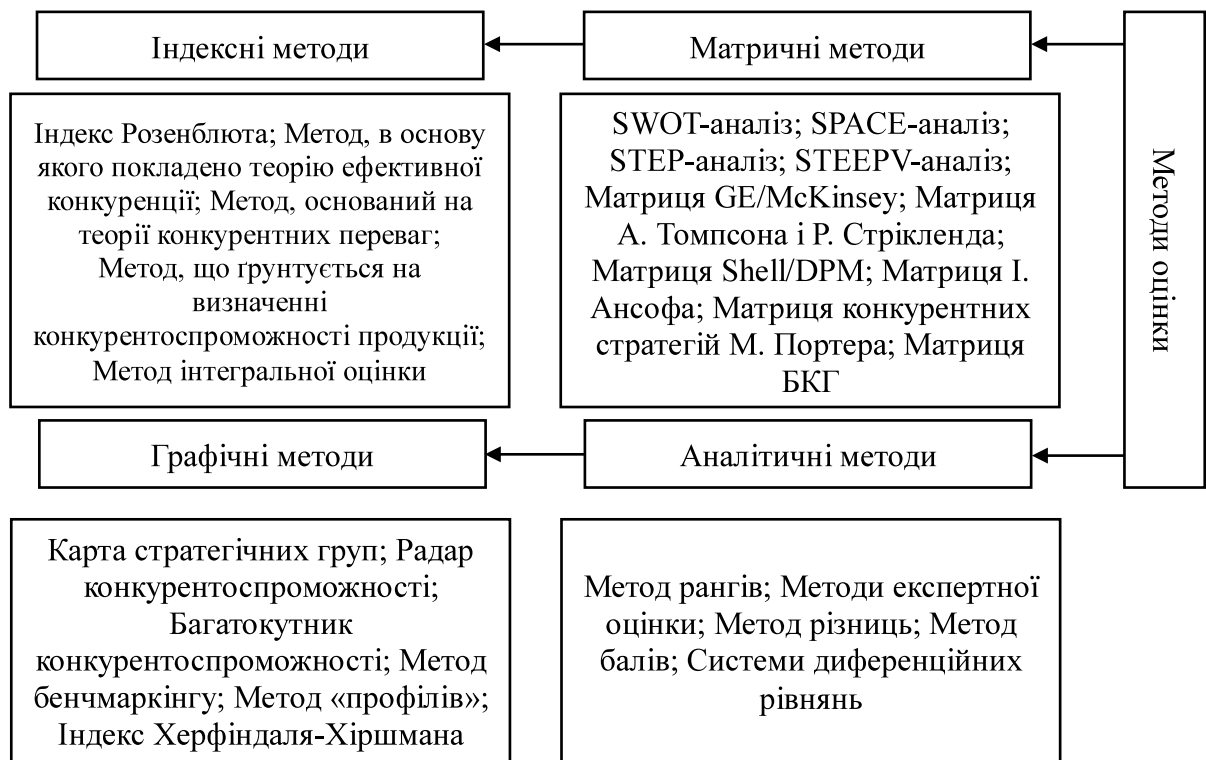 Індексні методи
Матричні методи
Методи оцінки
Індекс Розенблюта; Метод, в основу
якого покладено теорію ефективної
конкуренції; Метод, оснований на
теорії конкурентних переваг;
Метод, що ґрунтується на
визначенні
конкурентоспроможності продукції;
Метод інтегральної оцінки
SWOT-аналіз; SPACE-аналіз;
STEP-аналіз; STEEPV-аналіз;
Матриця GE/McKinsey; Матриця
А. Томпсона і Р. Стрікленда;
Матриця Shell/DPM; Матриця І.
Ансофа; Матриця конкурентних
стратегій М. Портера; Матриця
БКГ
Графічні методи
Аналітичні методи
Карта стратегічних груп; Радар
конкурентоспроможності;
Багатокутник
конкурентоспроможності; Метод
бенчмаркінгу; Метод «профілів»;
Індекс Херфіндаля-Хіршмана
Метод рангів; Методи експертної
оцінки; Метод різниць; Метод
балів; Системи диференційних
рівнянь